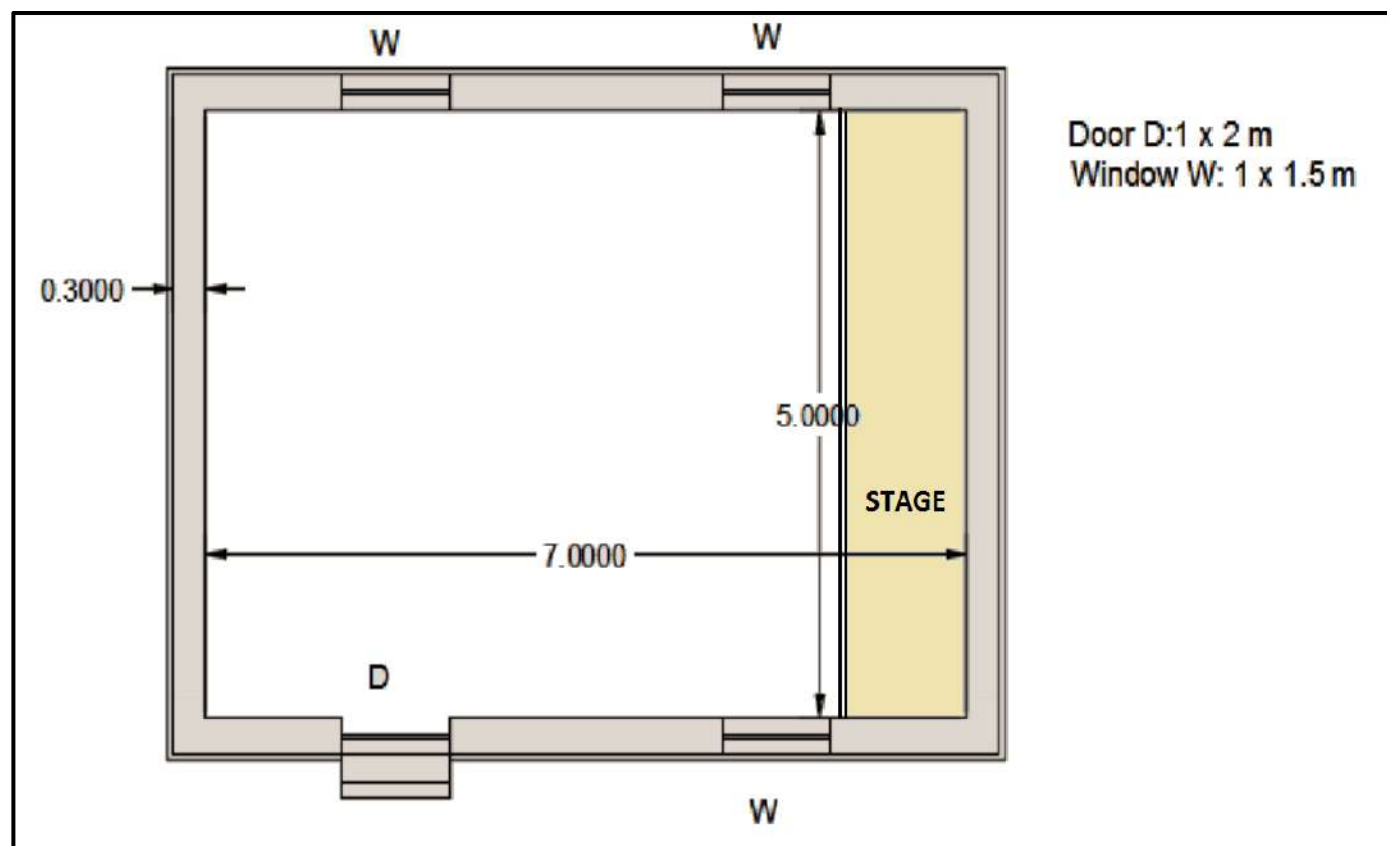 W
W
Door D:1 x 2 m
Window W: 1 x 1.5 m
0.3000
5.0000
STAGE
7.0000
D
W